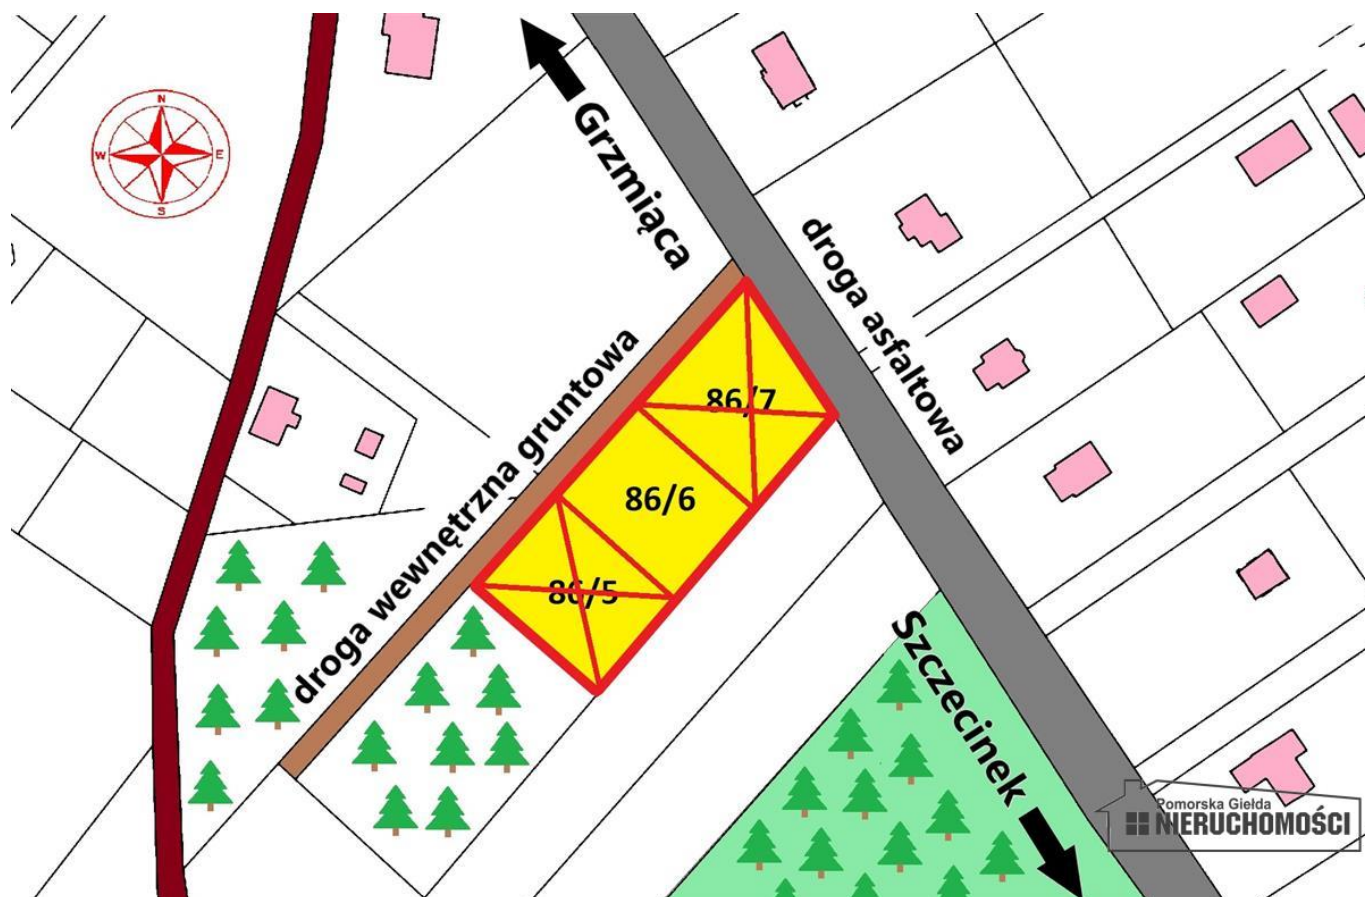 N
W E
S
Grzmiąca
droga asfaltowa
droga wewnętrzna gruntowa
86/7
86/6
86/5
Szczecinek
Pomorska Giełda
NIERUCHOMOŚCI